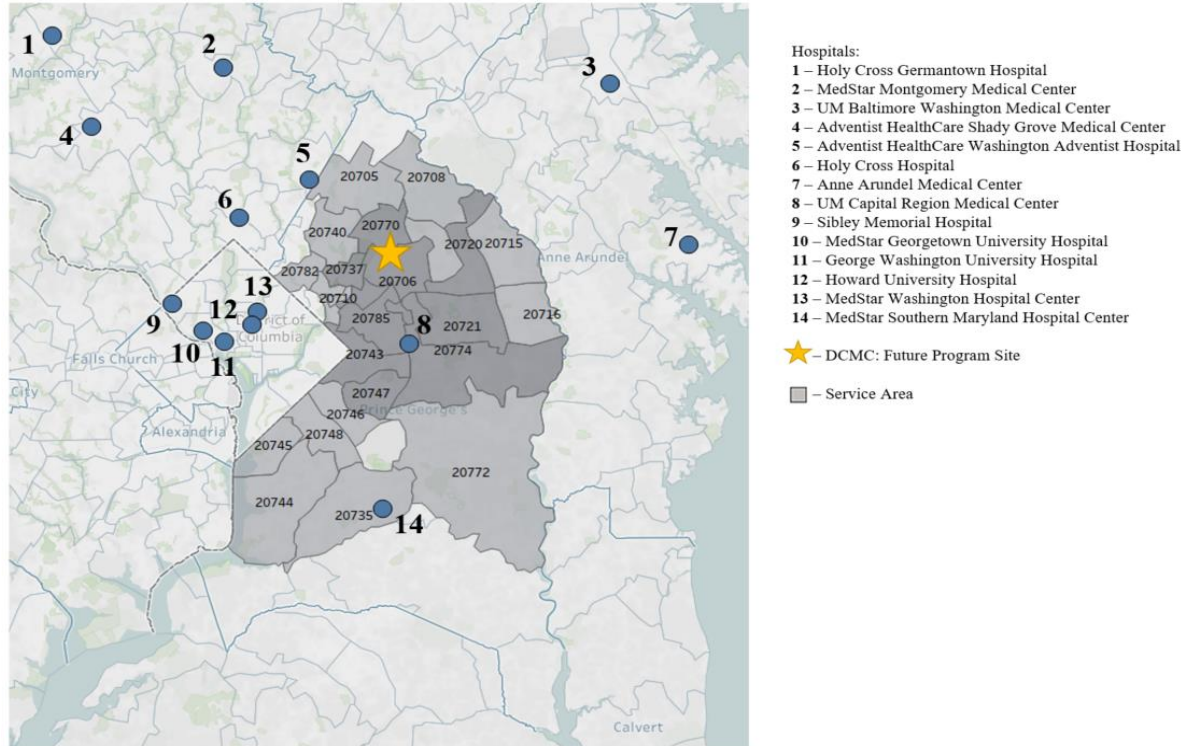 1
Montgomery
2
3
4
5
20705
20708
6
20770
20740
20720
20715
7
Anne Arundel
20782
20737
20706
13
20710
20716
9
12
District of
Columbia
20785
8
20721
10
Falls Church
11
20743
20774
City
20747
Prince George's
20746
Alexandria
20748
20745
20772
20744
20735
14
Calvert
Hospitals:
1 – Holy Cross Germantown Hospital
2 – MedStar Montgomery Medical Center
3 – UM Baltimore Washington Medical Center
4 – Adventist HealthCare Shady Grove Medical Center
5 – Adventist HealthCare Washington Adventist Hospital
6 – Holy Cross Hospital
7 – Anne Arundel Medical Center
8 – UM Capital Region Medical Center
9 – Sibley Memorial Hospital
10 – MedStar Georgetown University Hospital
11 – George Washington University Hospital
12 – Howard University Hospital
13 – MedStar Washington Hospital Center
14 – MedStar Southern Maryland Hospital Center
– DCMC: Future Program Site
– Service Area